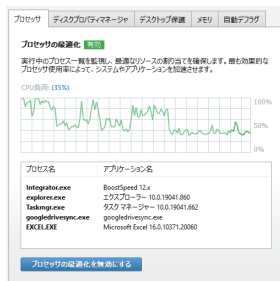 プロセッサ ディスクプロパティマネージャ デスクトップ保護 メモリ 自動デフラグ
プロセッサの最適化 有効
実行中のプロセス一覧を監視し、最適なリソースの割り当てを確保します。最も効果的な
プロセッサ使用率によって、システムやアプリケーションを加速させます。
CPU負荷: (35%)
100%
50%
0%
プロセス名 アプリケーション名
Integrator.exe BoostSpeed 12.x
explorer.exe エクスプローラー 10.0.19041.860
Taskmgr.exe タスク マネージャー 10.0.19041.662
googledrivesync.exe googledrivesync.exe
EXCEL.EXE Microsoft Excel 16.0.10371.20060
プロセッサの最適化を無効にする